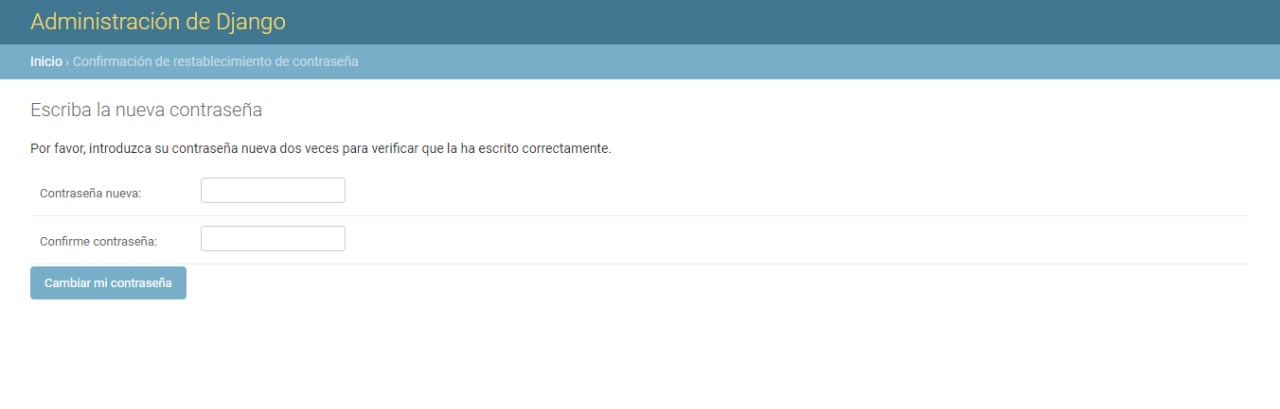 Administración de Django
Inicio › Confirmación de restablecimiento de contraseña
Escriba la nueva contraseña
Por favor, introduzca su contraseña nueva dos veces para verificar que la ha escrito correctamente.
Contraseña nueva:
Confirme contraseña:
Cambiar mi contraseña